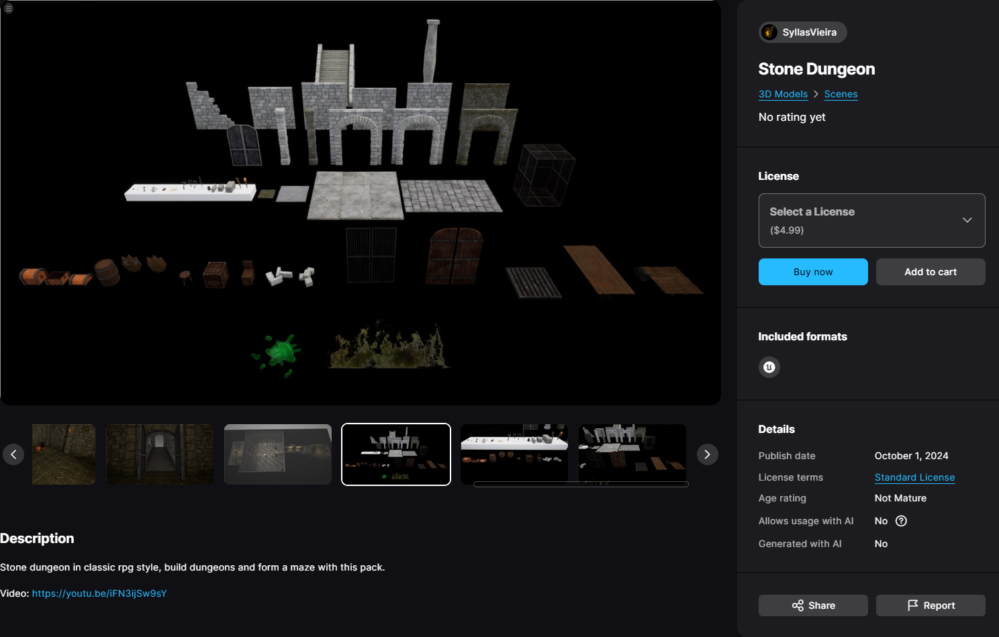 SyllasVieira
Stone Dungeon
3D Models > Scenes
No rating yet
License
Select a License
($4.99)
Buy now
Add to cart
Included formats
Details
Publish date
October 1, 2024
License terms
Standard License
Age rating
Not Mature
Allows usage with AI
No
Generated with AI
No
Share
Report
Description
Stone dungeon in classic rpg style, build dungeons and form a maze with this pack.
Video: https://youtu.be/iFN3ijSw9sY